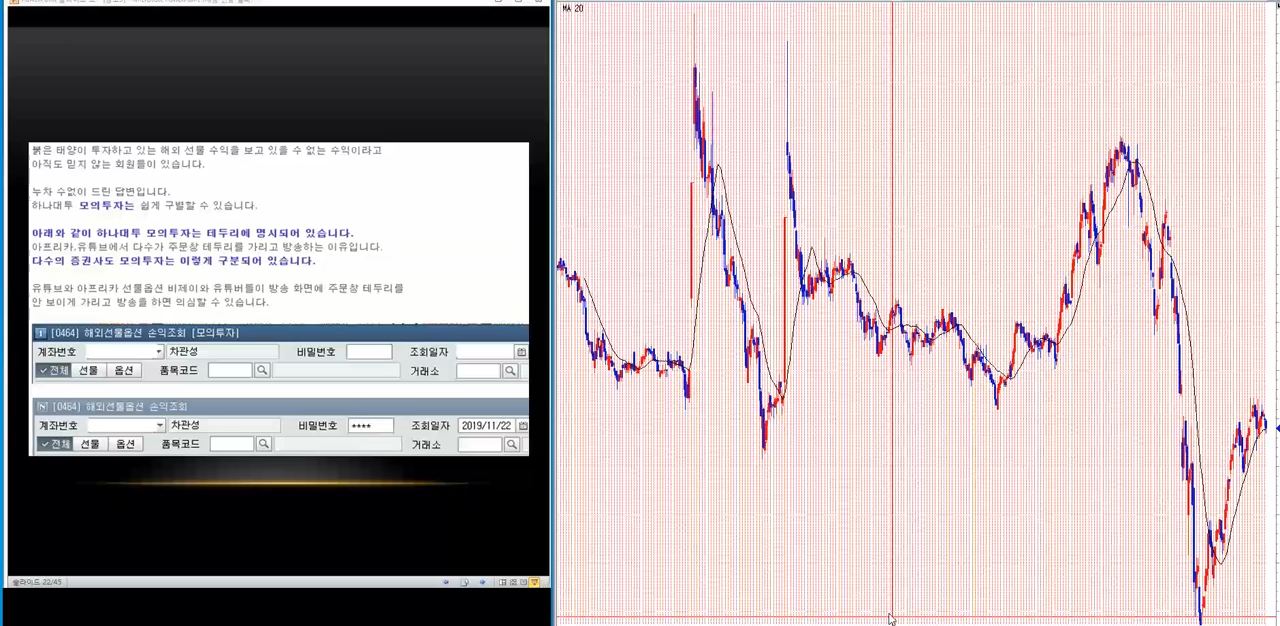 MA 20
붉은 태양이 투자하고 있는 해외 선물 수익을 보고 있을 수 없는 수익이라고
아직도 믿지 않는 회원들이 있습니다.
누차 수없이 드린 답변입니다.
하나대투 모의투자는 쉽게 구별할 수 있습니다.
아래와 같이 하나대투 모의투자는 테두리에 명시되어 있습니다.
아프리카.유튜브에서 다수가 주문창 테두리를 가리고 방송하는 이유입니다.
다수의 증권사도 모의투자는 이렇게 구분되어 있습니다.
유튜브와 아프리카 선물옵션 비제이와 유튜버들이 방송 화면에 주문창 테두리를
안 보이게 가리고 방송을 하면 의심할 수 있습니다.
[0464] 해외선물옵션 손익조회 [모의투자]
계좌번호 차관성 비밀번호 조회일자
전체 선물 옵션 품목코드 거래소
[0464] 해외선물옵션 손익조회
계좌번호 차관성 비밀번호 **** 조회일자 2019/11/22
전체 선물 옵션 품목코드 거래소
슬라이드 22/45